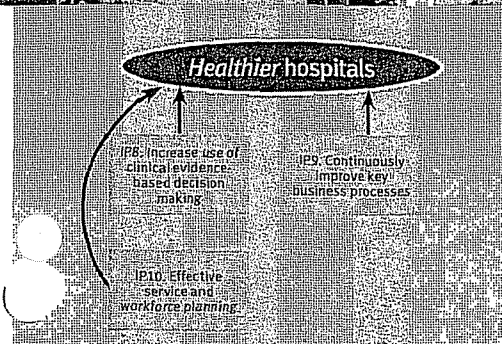 Healthier hospitals
IP8. Increase use of
clinical evidence-
based decision
making
IP9. Continuously
improve key
business processes
IP10. Effective
service and
workforce planning